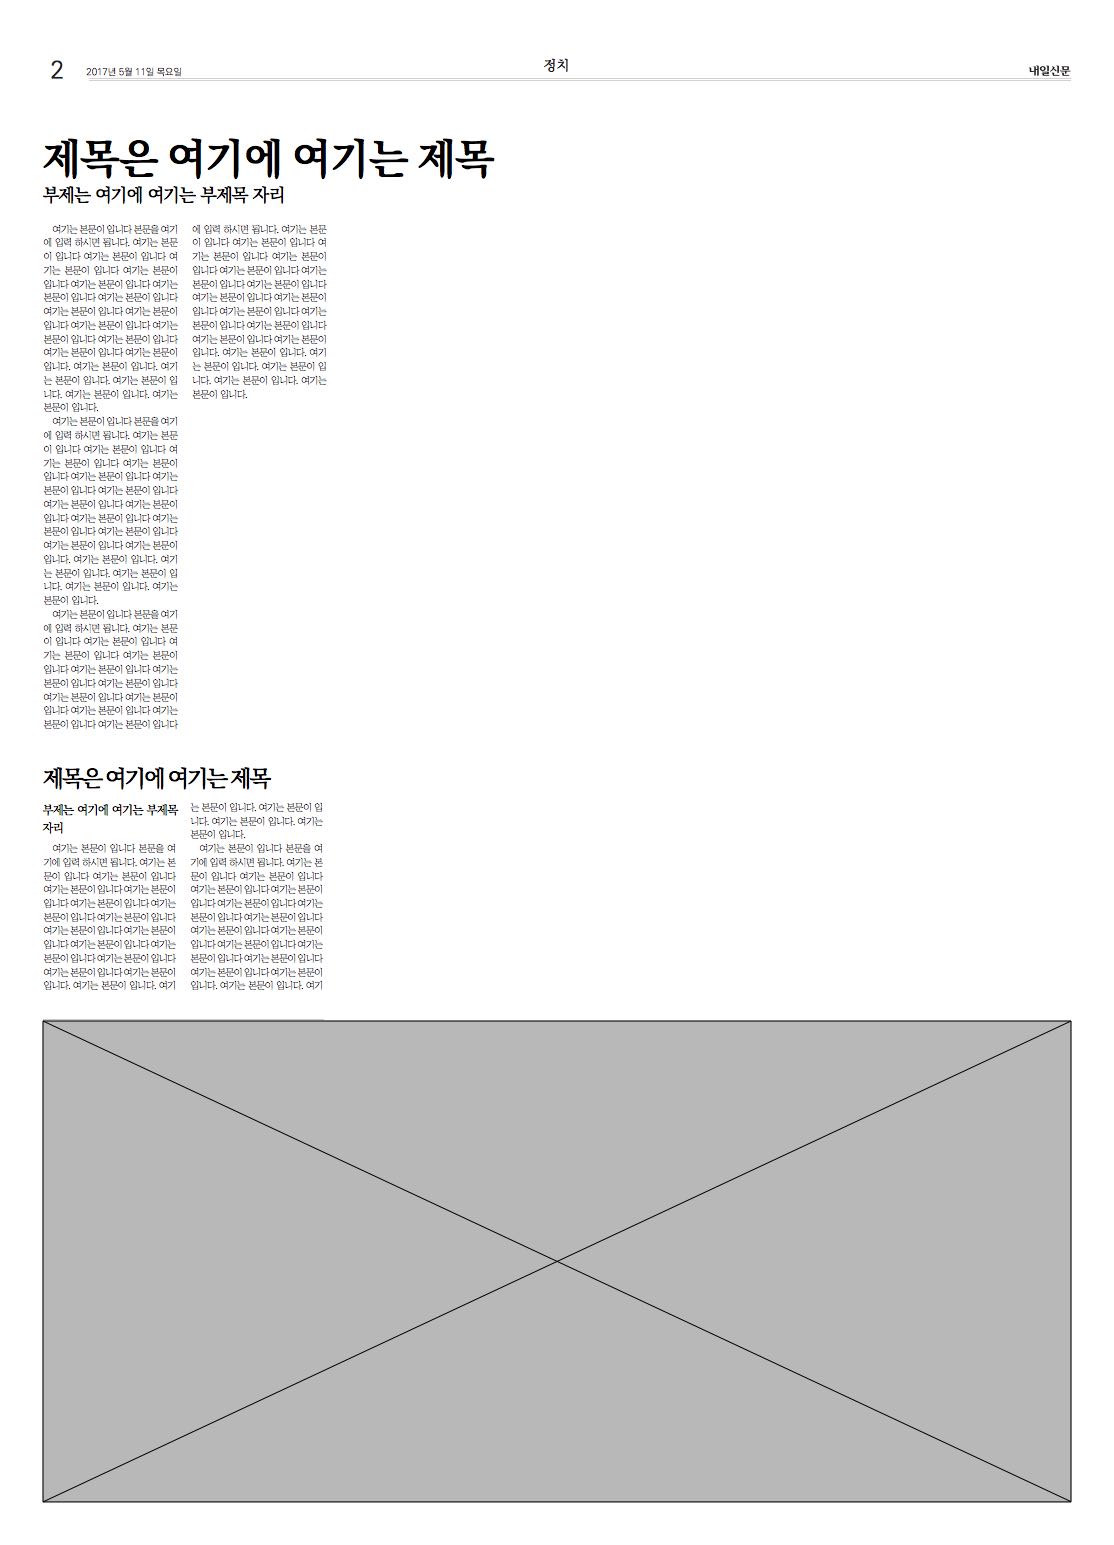 2
2017년 5월 11일 목요일
정치
내일신문
제목은 여기에 여기는 제목
부제는 여기에 여기는 부제목 자리
여기는 본문이 입니다 본문을 여기
에 입력 하시면 됩니다. 여기는 본문
이 입니다 여기는 본문이 입니다 여
기는 본문이 입니다 여기는 본문이
입니다 여기는 본문이 입니다 여기는
본문이 입니다 여기는 본문이 입니다
여기는 본문이 입니다 여기는 본문이
입니다 여기는 본문이 입니다 여기는
본문이 입니다 여기는 본문이 입니다
여기는 본문이 입니다 여기는 본문이
입니다. 여기는 본문이 입니다. 여기
는 본문이 입니다. 여기는 본문이 입
니다. 여기는 본문이 입니다. 여기는
본문이 입니다.
여기는 본문이 입니다 본문을 여기
에 입력 하시면 됩니다. 여기는 본문
이 입니다 여기는 본문이 입니다 여
기는 본문이 입니다 여기는 본문이
입니다 여기는 본문이 입니다 여기는
본문이 입니다 여기는 본문이 입니다
여기는 본문이 입니다 여기는 본문이
입니다 여기는 본문이 입니다 여기는
본문이 입니다 여기는 본문이 입니다
여기는 본문이 입니다 여기는 본문이
입니다. 여기는 본문이 입니다. 여기
는 본문이 입니다. 여기는 본문이 입
니다. 여기는 본문이 입니다. 여기는
본문이 입니다.
여기는 본문이 입니다 본문을 여기
에 입력 하시면 됩니다. 여기는 본문
이 입니다 여기는 본문이 입니다 여
기는 본문이 입니다 여기는 본문이
입니다 여기는 본문이 입니다 여기는
본문이 입니다 여기는 본문이 입니다
여기는 본문이 입니다 여기는 본문이
입니다 여기는 본문이 입니다 여기는
본문이 입니다 여기는 본문이 입니다
에 입력 하시면 됩니다. 여기는 본문
이 입니다 여기는 본문이 입니다 여
기는 본문이 입니다 여기는 본문이
입니다 여기는 본문이 입니다 여기는
본문이 입니다 여기는 본문이 입니다
여기는 본문이 입니다 여기는 본문이
입니다 여기는 본문이 입니다 여기는
본문이 입니다 여기는 본문이 입니다
여기는 본문이 입니다 여기는 본문이
입니다. 여기는 본문이 입니다. 여기
는 본문이 입니다. 여기는 본문이 입
니다. 여기는 본문이 입니다. 여기는
본문이 입니다.
제목은 여기에 여기는 제목
부제는 여기에 여기는 부제목
자리
여기는 본문이 입니다 본문을 여
기에 입력 하시면 됩니다. 여기는 본
문이 입니다 여기는 본문이 입니다
여기는 본문이 입니다 여기는 본문이
입니다 여기는 본문이 입니다 여기는
본문이 입니다 여기는 본문이 입니다
여기는 본문이 입니다 여기는 본문이
입니다 여기는 본문이 입니다 여기는
본문이 입니다 여기는 본문이 입니다
여기는 본문이 입니다 여기는 본문이
입니다. 여기는 본문이 입니다. 여기
는 본문이 입니다. 여기는 본문이 입
니다. 여기는 본문이 입니다. 여기는
본문이 입니다.
여기는 본문이 입니다 본문을 여
기에 입력 하시면 됩니다. 여기는 본
문이 입니다 여기는 본문이 입니다
여기는 본문이 입니다 여기는 본문이
입니다 여기는 본문이 입니다 여기는
본문이 입니다 여기는 본문이 입니다
여기는 본문이 입니다 여기는 본문이
입니다 여기는 본문이 입니다 여기는
본문이 입니다 여기는 본문이 입니다
여기는 본문이 입니다 여기는 본문이
입니다. 여기는 본문이 입니다. 여기